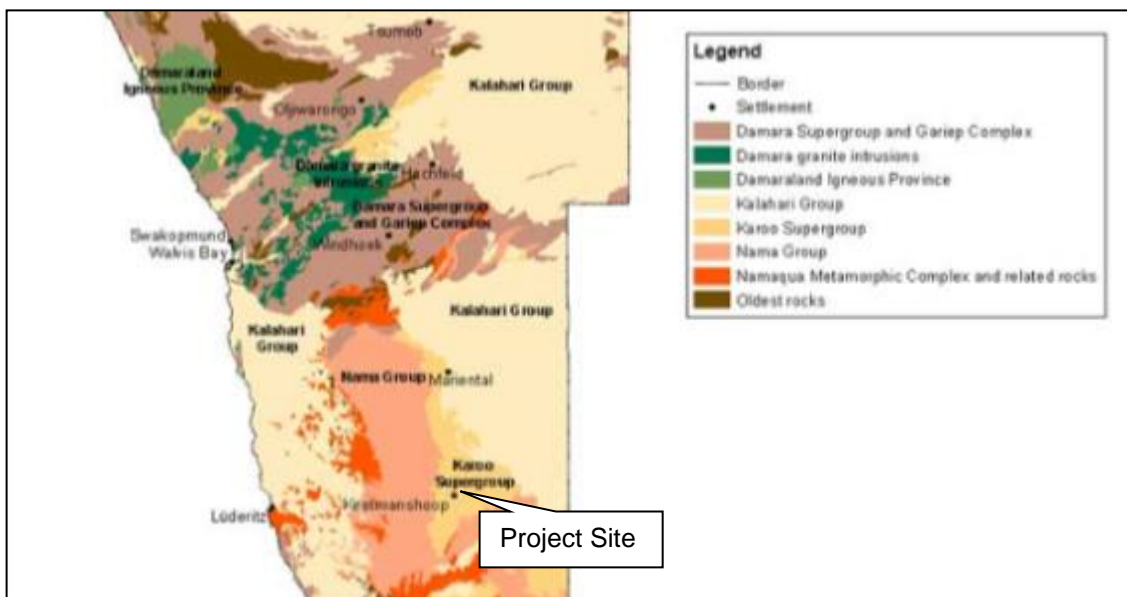 Tsumeb
Damaraland
Igneous Province
Kalahari Group
Otjiwarongo
Damara granite
intrusions
Hochfeld
Damara Supergroup
and Gariep Complex
Swakopmund
Walvis Bay
Windhoek
Kalahari Group
Kalahari
Group
Nama Group
Mariental
Karoo
Supergroup
Keetmanshoop
Lüderitz
Project Site
Legend
Border
Settlement
Damara Supergroup and Gariep Complex
Damara granite intrusions
Damaraland Igneous Province
Kalahari Group
Karoo Supergroup
Nama Group
Namaqua Metamorphic Complex and related rocks
Oldest rocks